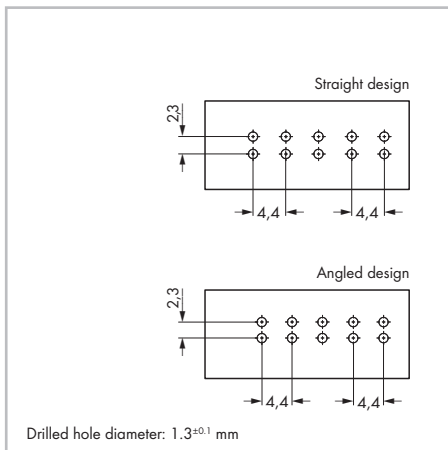 Straight design
2,3
4,4 4,4
Angled design
2,3
4,4 4,4
Drilled hole diameter: 1.3±0.1 mm